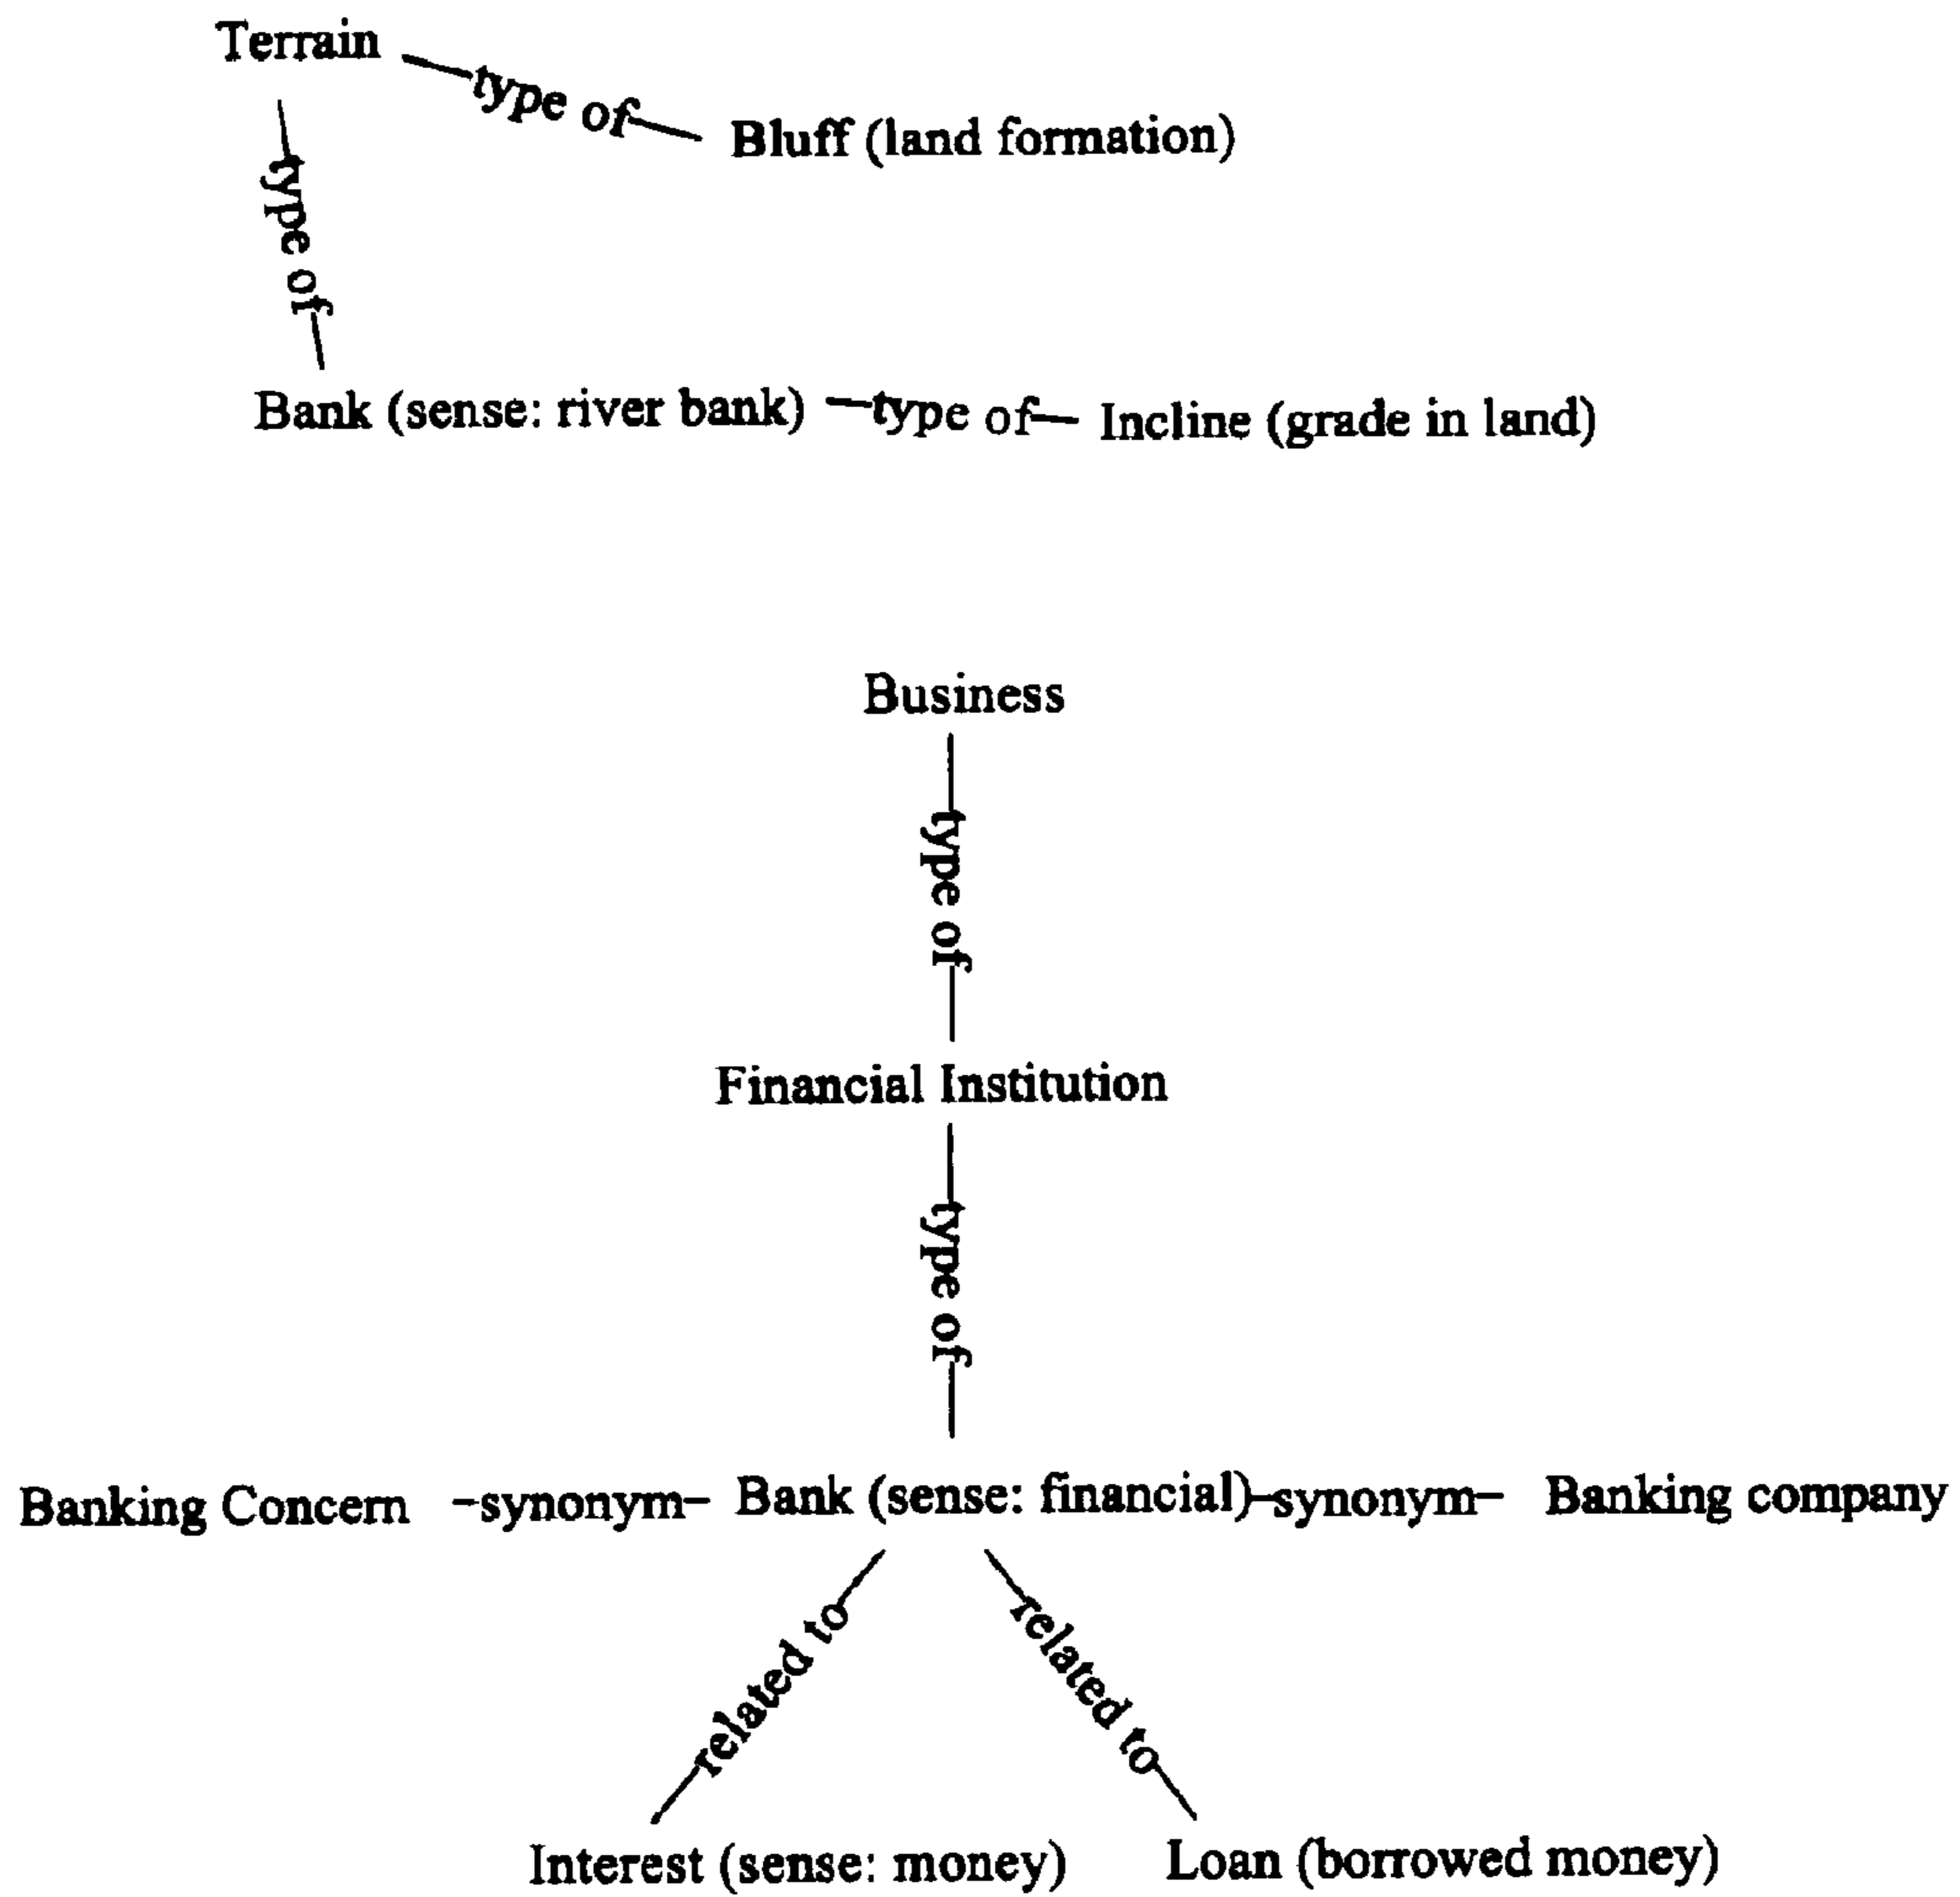 Terrain
type of
Bluff (land formation)
type of
Bank (sense: river bank)
type of
Incline (grade in land)
Business
type of
Financial Institution
type of
Banking Concern
synonym
Bank (sense: financial)
synonym
Banking company
related to
related to
Interest (sense: money)
Loan (borrowed money)